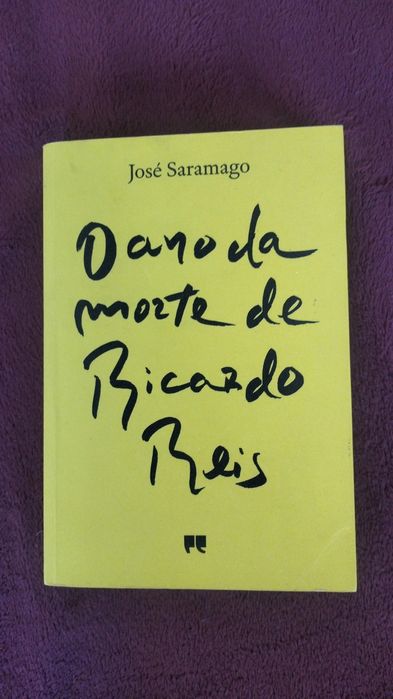 José Saramago
O ano da
morte de
Ricardo
Reis